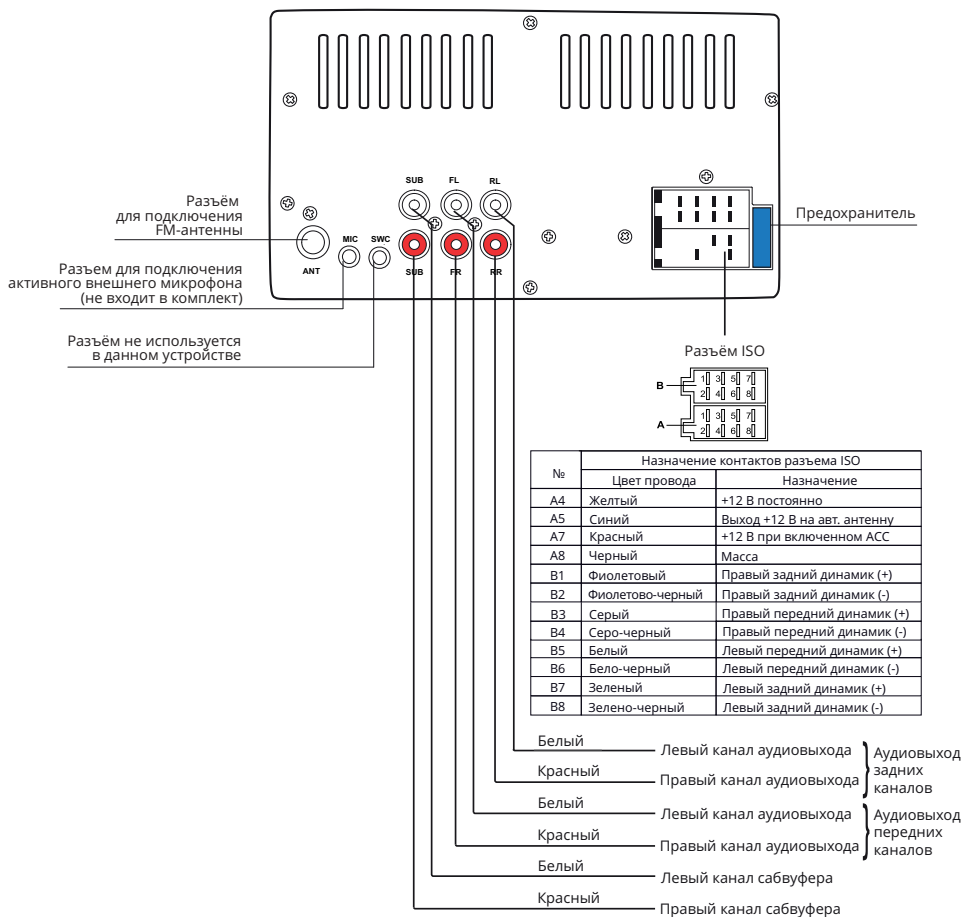 SUB FL RL
Разъём
для подключения
FM-антенны
Предохранитель
MIC SWC
ANT SUB FR RR
Разъем для подключения
активного внешнего микрофона
(не входит в комплект)
Разъём не используется
в данном устройстве
Разъём ISO
B 1 3 5 7
2 4 6 8
A 1 3 5 7
2 4 6 8
№ Назначение контактов разъема ISO
Цвет провода Назначение
A4 Желтый +12 В постоянно
A5 Синий Выход +12 В на авт. антенну
A7 Красный +12 В при включенном ACC
A8 Черный Масса
B1 Фиолетовый Правый задний динамик (+)
B2 Фиолетово-черный Правый задний динамик (-)
B3 Серый Правый передний динамик (+)
B4 Серо-черный Правый передний динамик (-)
B5 Белый Левый передний динамик (+)
B6 Бело-черный Левый передний динамик (-)
B7 Зеленый Левый задний динамик (+)
B8 Зелено-черный Левый задний динамик (-)
Белый Левый канал аудиовыхода
Красный Правый канал аудиовыхода
Аудиовыход
задних
каналов
Белый Левый канал аудиовыхода
Красный Правый канал аудиовыхода
Аудиовыход
передних
каналов
Белый Левый канал сабвуфера
Красный Правый канал сабвуфера